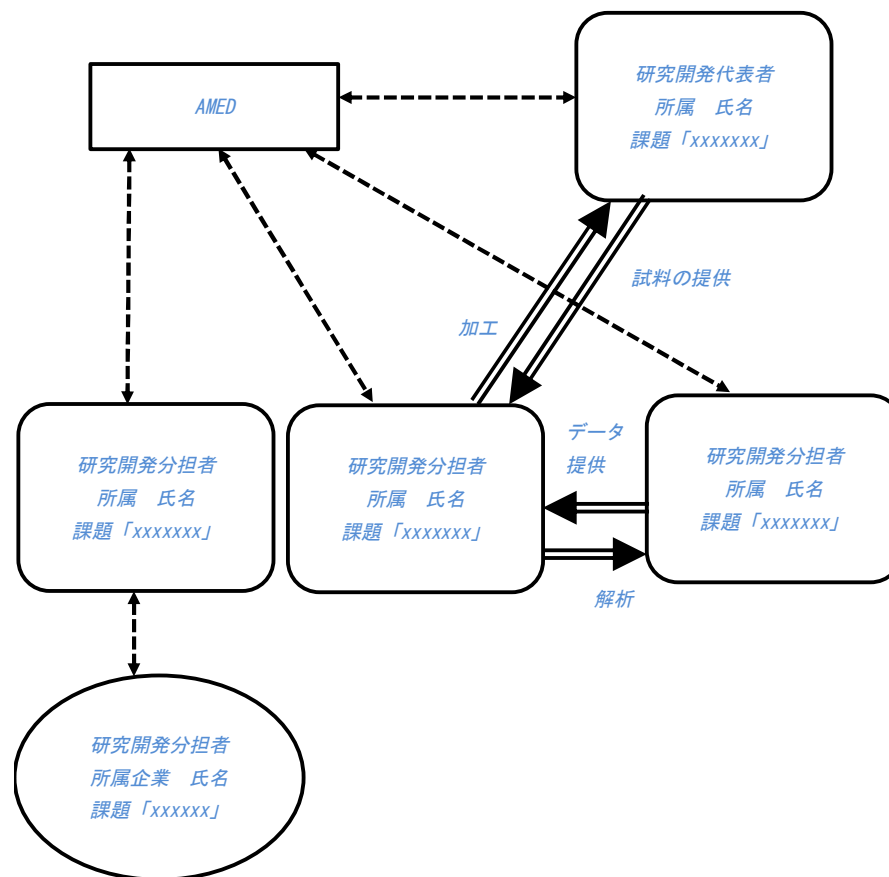 AMED
研究開発代表者
所属　氏名
課題「xxxxxxx」
試料の提供
加工
研究開発分担者
所属　氏名
課題「xxxxxxx」
研究開発分担者
所属　氏名
課題「xxxxxxx」
データ
提供
解析
研究開発分担者
所属　氏名
課題「xxxxxxx」
研究開発分担者
所属企業　氏名
課題「xxxxxx」